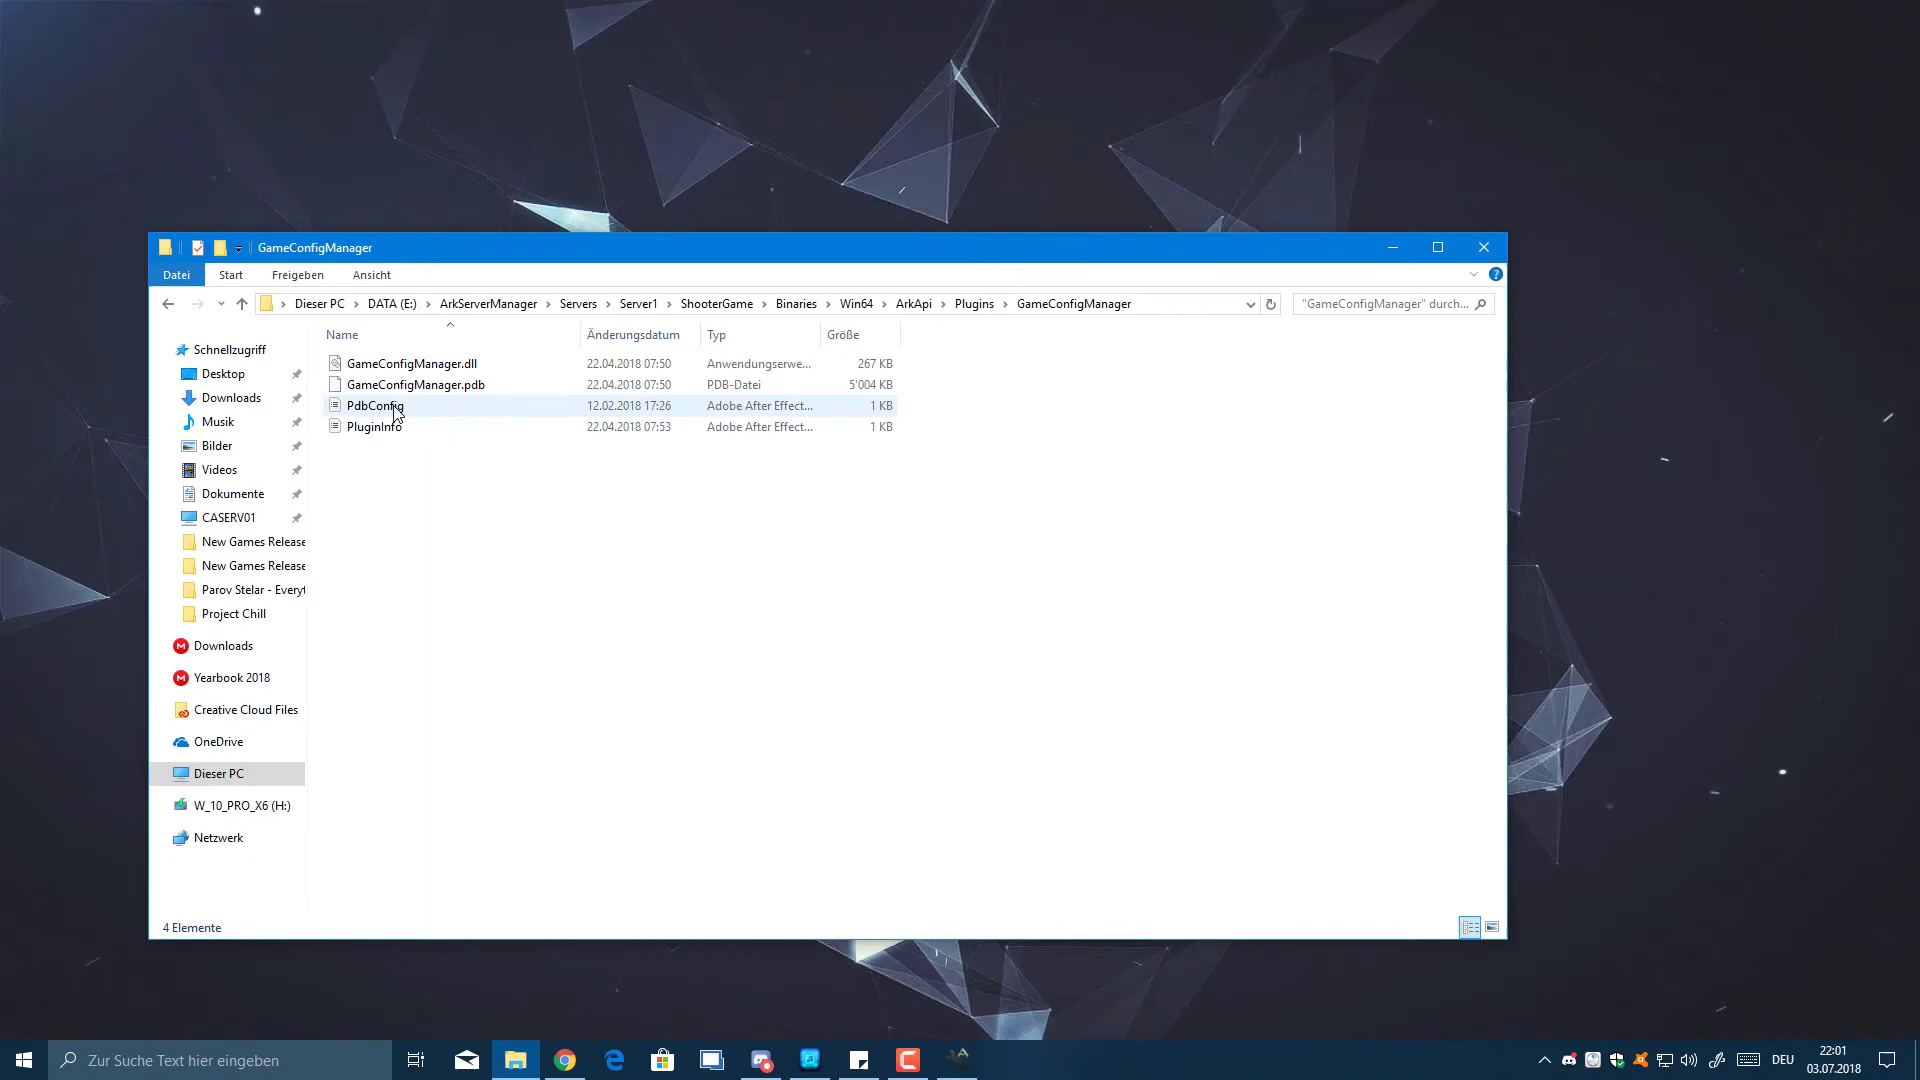 GameConfigManager
Datei Start Freigeben Ansicht
Dieser PC DATA (E:) ArkServerManager Servers Server1 ShooterGame Binaries Win64 ArkApi Plugins GameConfigManager "GameConfigManager" durch...
Name Änderungsdatum Typ Größe
GameConfigManager.dll 22.04.2018 07:50 Anwendungserwe... 267 KB
GameConfigManager.pdb 22.04.2018 07:50 PDB-Datei 5'004 KB
PdbConfig 12.02.2018 17:26 Adobe After Effect... 1 KB
PluginInfo 22.04.2018 07:53 Adobe After Effect... 1 KB
Schnellzugriff
Desktop
Downloads
Musik
Bilder
Videos
Dokumente
CASERV01
New Games Release
New Games Release
Parov Stelar - Everyt
Project Chill
Downloads
Yearbook 2018
Creative Cloud Files
OneDrive
Dieser PC
W_10_PRO_X6 (H:)
Netzwerk
4 Elemente
Zur Suche Text hier eingeben
DEU
22:01
03.07.2018